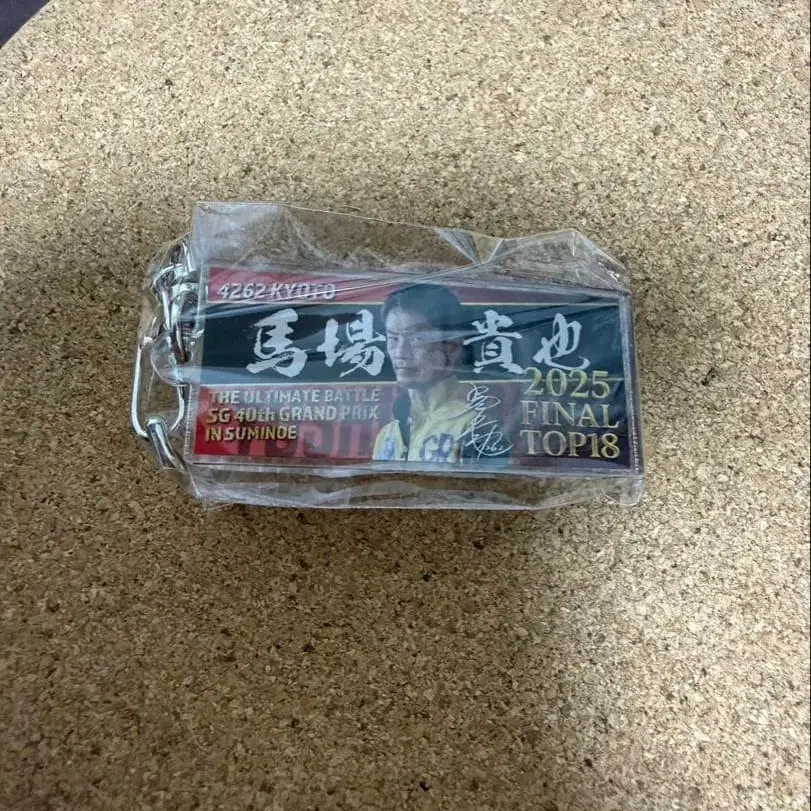 4262 KYOTO
馬場 貴也
THE ULTIMATE BATTLE
SG 40th GRAND PRIX
IN SUMINOE
2025
FINAL
TOP18